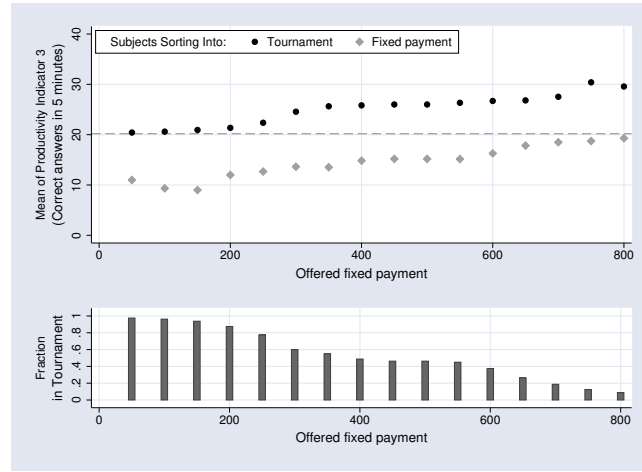 Mean of Productivity Indicator 3
(Correct answers in 5 minutes)
40
30
20
10
0
Subjects Sorting Into: Tournament Fixed payment
0 200 400 600 800
Offered fixed payment
Fraction
in Tournament
1
.8
.6
.4
.2
0
0 200 400 600 800
Offered fixed payment